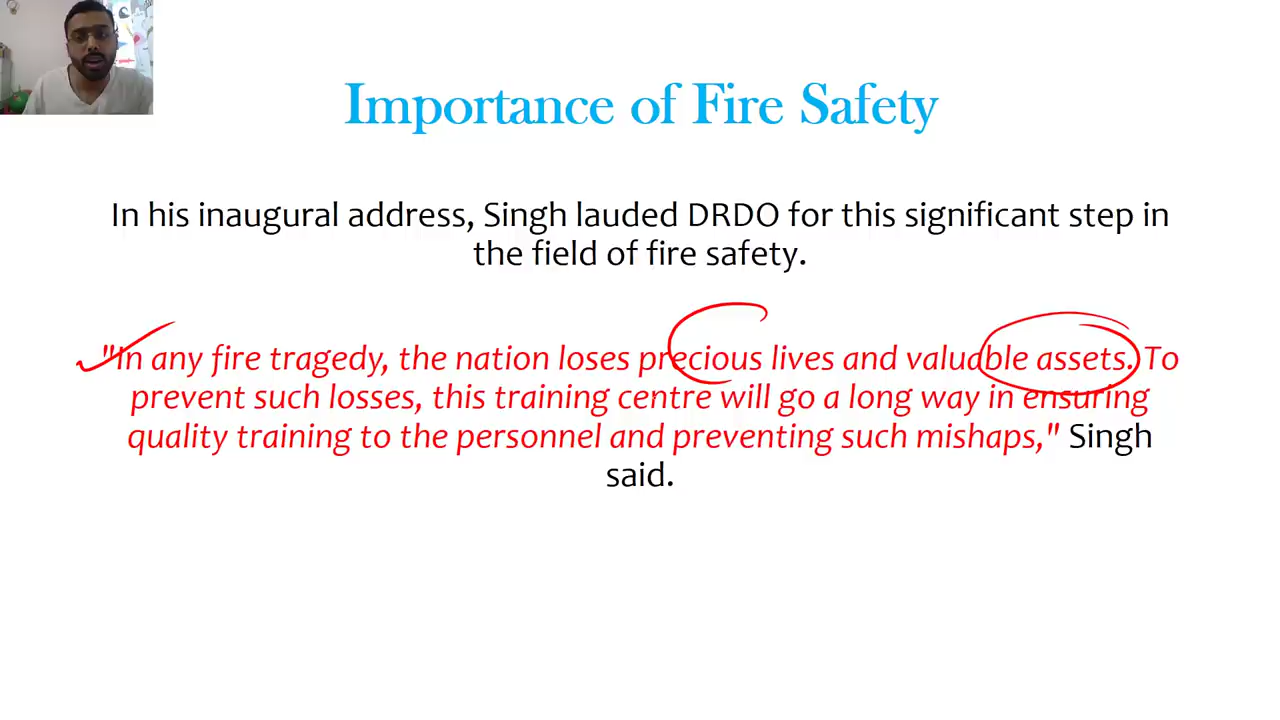 Importance of Fire Safety
In his inaugural address, Singh lauded DRDO for this significant step in
the field of fire safety.
"In any fire tragedy, the nation loses precious lives and valuable assets. To
prevent such losses, this training centre will go a long way in ensuring
quality training to the personnel and preventing such mishaps," Singh
said.